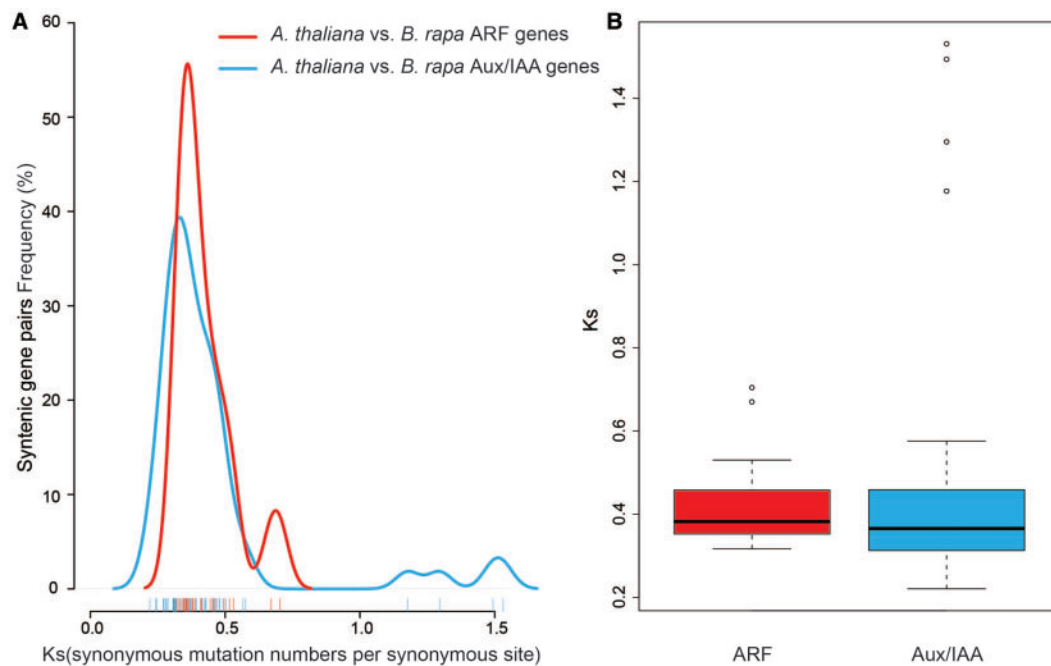 A
A. thaliana vs. B. rapa ARF genes
A. thaliana vs. B. rapa Aux/IAA genes
Syntenic gene pairs Frequency (%)
60
50
40
30
20
10
0
0.0 0.5 1.0 1.5
Ks(synonymous mutation numbers per synonymous site)
B
Ks
1.4
1.2
1.0
0.8
0.6
0.4
0.2
ARF Aux/IAA